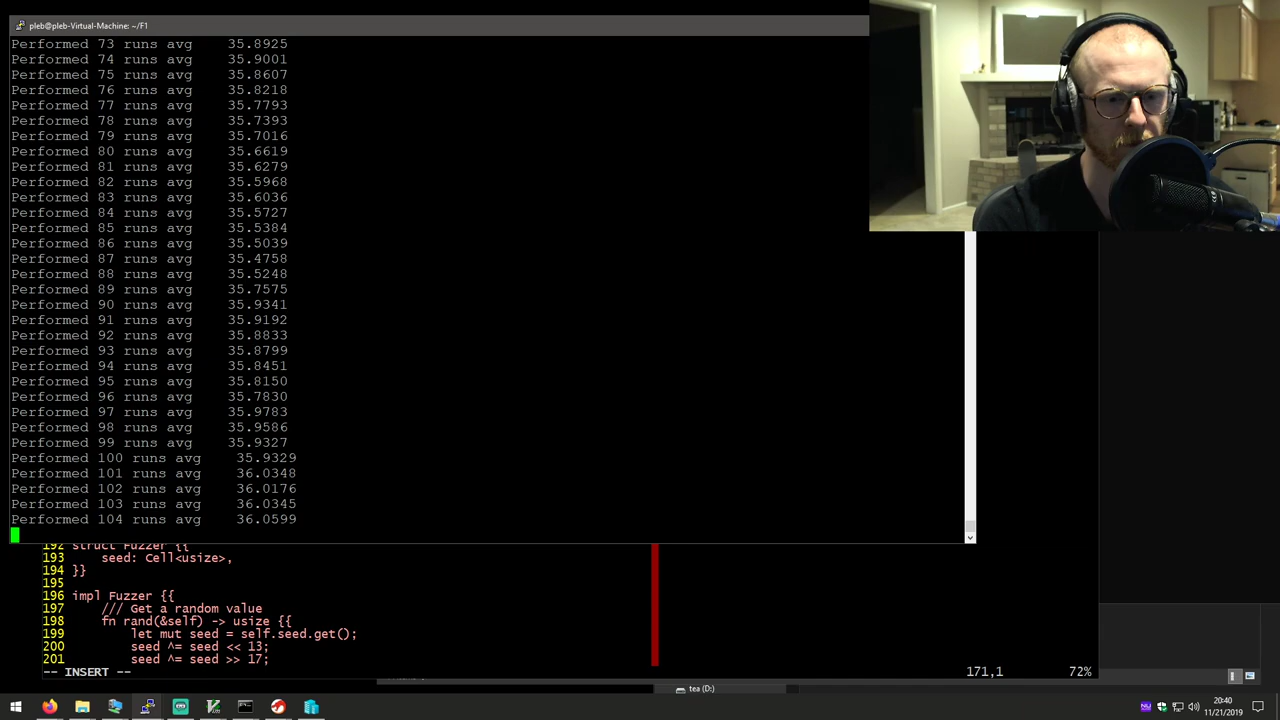 pleb@pleb-Virtual-Machine: ~/F1
Performed 73 runs avg    35.8925
Performed 74 runs avg    35.9001
Performed 75 runs avg    35.8607
Performed 76 runs avg    35.8218
Performed 77 runs avg    35.7793
Performed 78 runs avg    35.7393
Performed 79 runs avg    35.7016
Performed 80 runs avg    35.6619
Performed 81 runs avg    35.6279
Performed 82 runs avg    35.5968
Performed 83 runs avg    35.6036
Performed 84 runs avg    35.5727
Performed 85 runs avg    35.5384
Performed 86 runs avg    35.5039
Performed 87 runs avg    35.4758
Performed 88 runs avg    35.5248
Performed 89 runs avg    35.7575
Performed 90 runs avg    35.9341
Performed 91 runs avg    35.9192
Performed 92 runs avg    35.8833
Performed 93 runs avg    35.8799
Performed 94 runs avg    35.8451
Performed 95 runs avg    35.8150
Performed 96 runs avg    35.7830
Performed 97 runs avg    35.9783
Performed 98 runs avg    35.9586
Performed 99 runs avg    35.9327
Performed 100 runs avg    35.9329
Performed 101 runs avg    36.0348
Performed 102 runs avg    36.0176
Performed 103 runs avg    36.0345
Performed 104 runs avg    36.0599
192 struct Fuzzer {{
193     seed: Cell<usize>,
194 }}
195
196 impl Fuzzer {{
197     /// Get a random value
198     fn rand(&self) -> usize {{
199         let mut seed = self.seed.get();
200         seed ^= seed << 13;
201         seed ^= seed >> 17;
-- INSERT --    171,1    72%
tea (D:)
20:40
11/21/2019